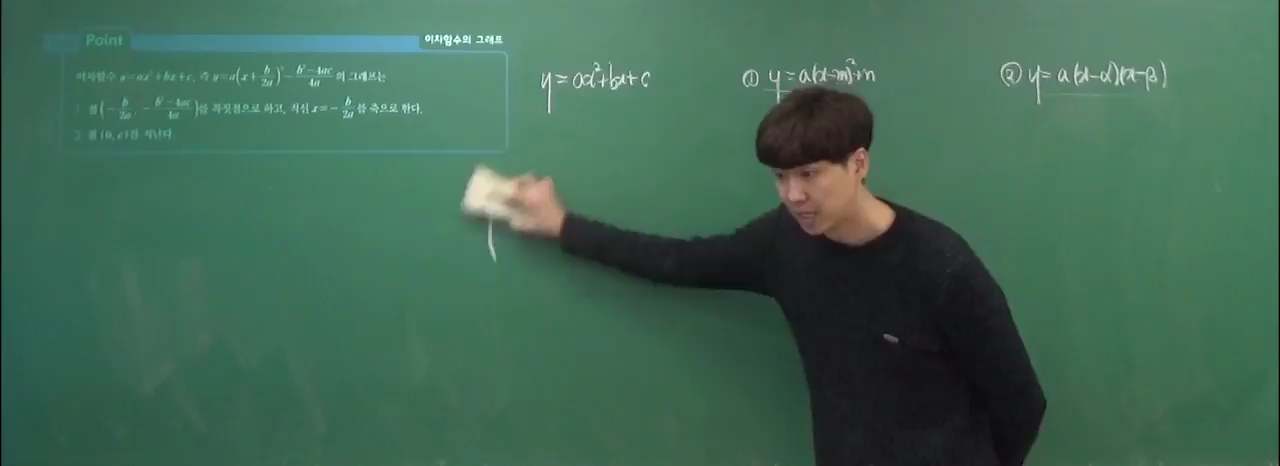 Point
이차함수의 그래프
이차함수 y=ax²+bx+c, 즉 y=a(x+b/2a)²-(b²-4ac)/4a의 그래프는
1. 점(-b/2a, -(b²-4ac)/4a)를 꼭짓점으로 하고, 직선 x=-b/2a를 축으로 한다.
2. 점 (0, c)를 지난다.
y=ax²+bx+c
① y=a(x-m)²+n
② y=a(x-α)(x-β)